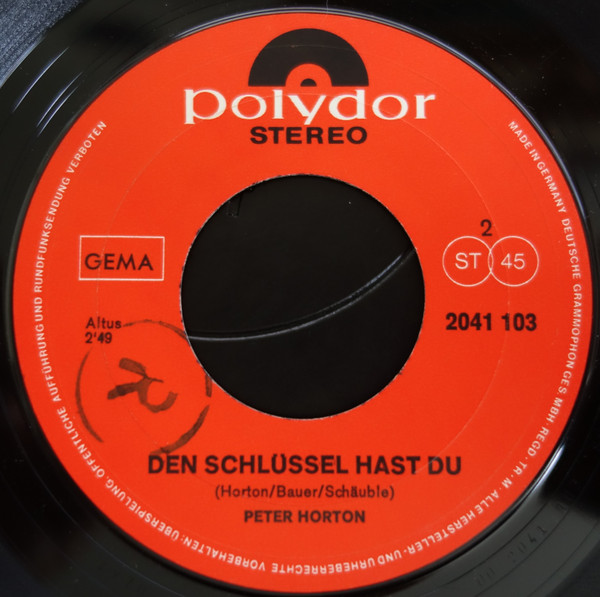 polydor
STEREO
GEMA
2
ST 45
Altus
2'49
2041 103
R
DEN SCHLÜSSEL HAST DU
(Horton/Bauer/Schäuble)
PETER HORTON
MADE IN GERMANY DEUTSCHE GRAMMOPHON GES. MBH · REGD · TR · M · ALLE HERSTELLER- UND URHEBERRECHTE VORBEHALTEN · ÜBERSPIELUNG ÖFFENTLICHE AUFFÜHRUNG UND RUNDFUNKSENDUNG VERBOTEN